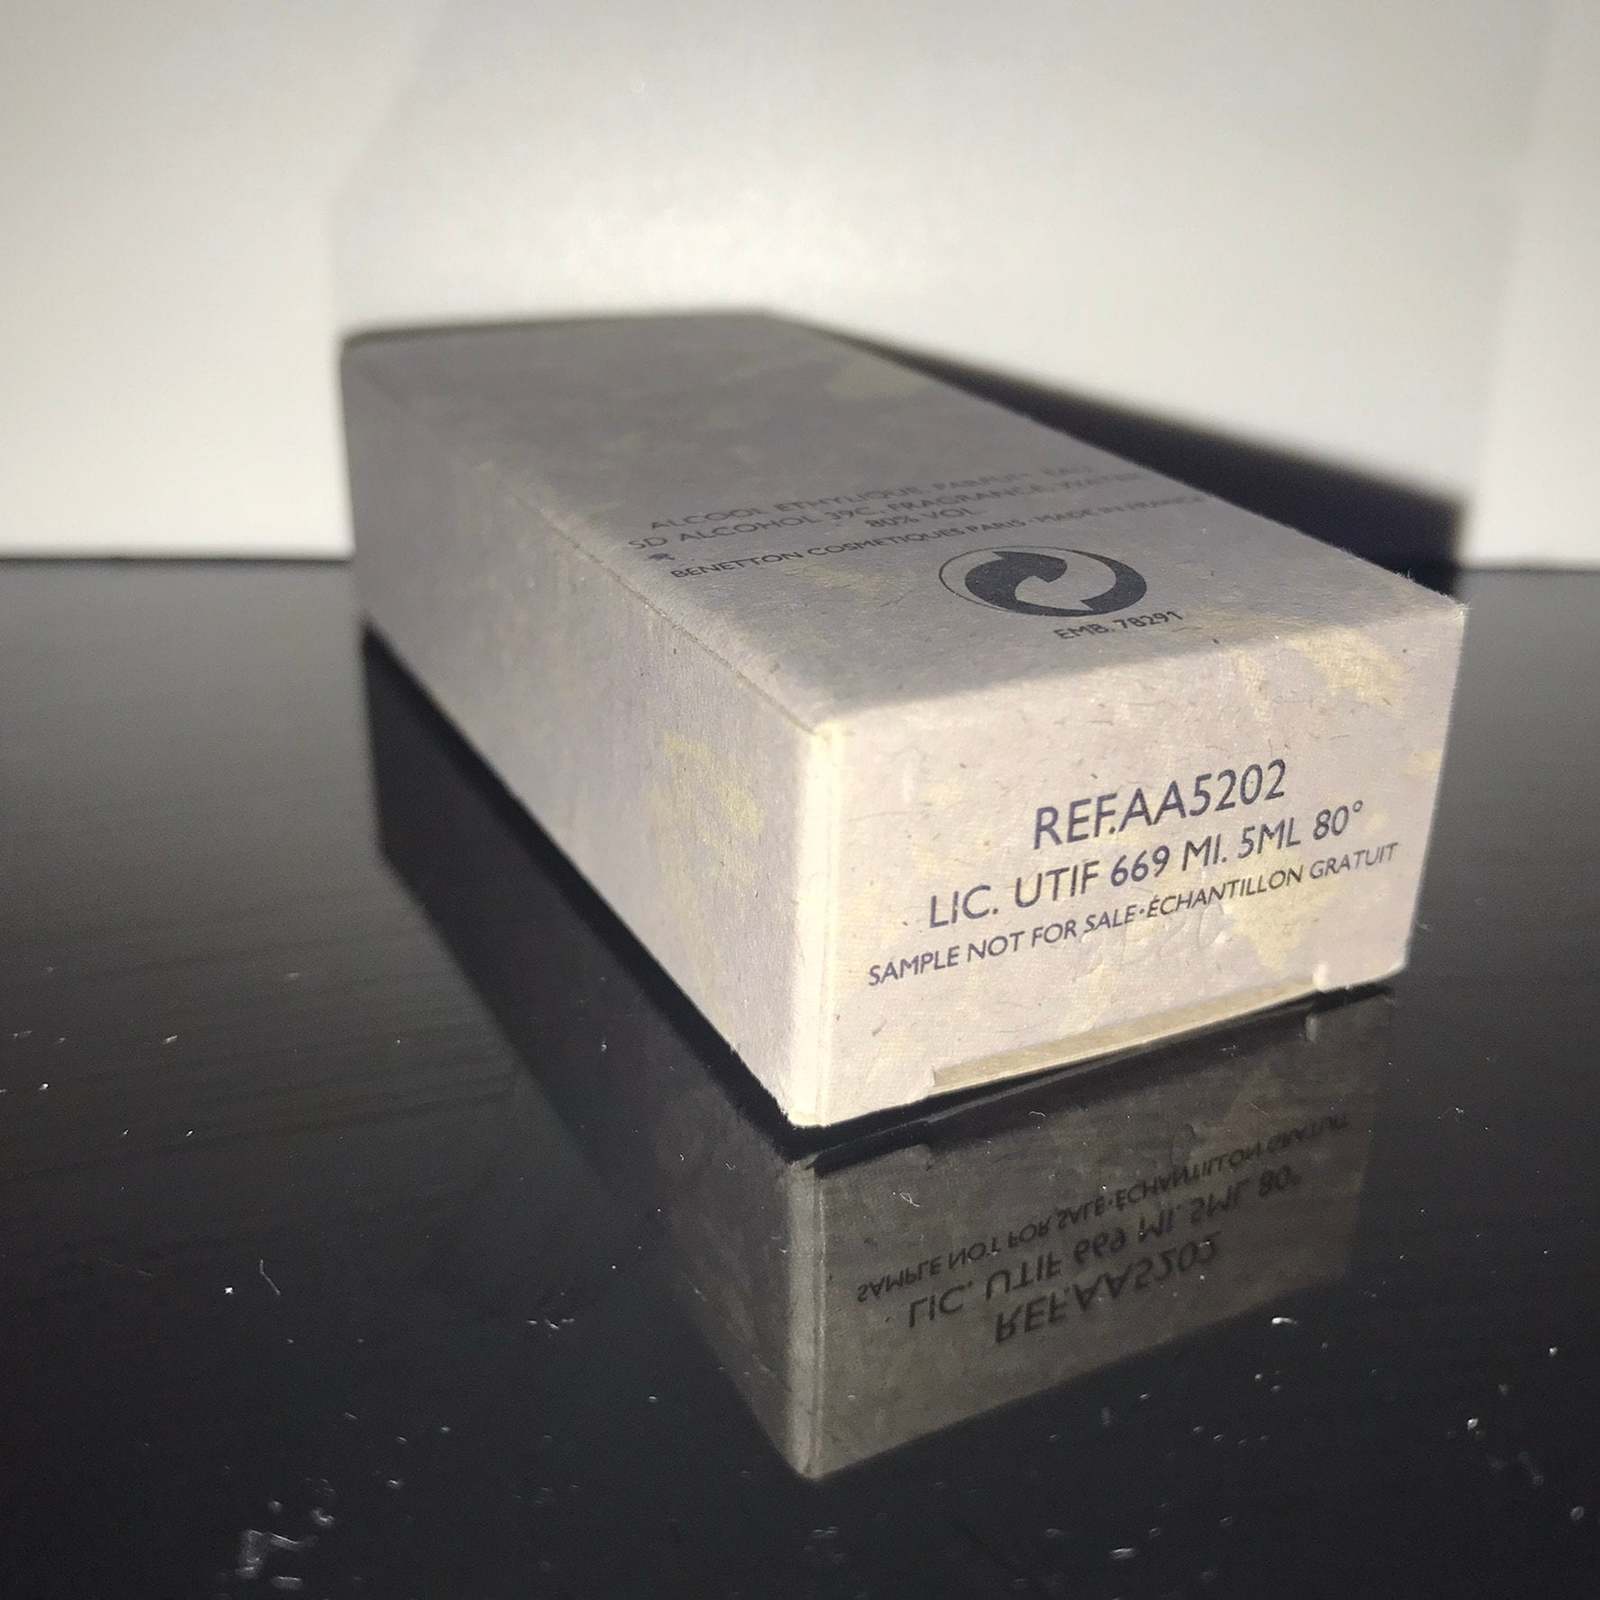 ALCOOL ETHYLIQUE, PARFUM, EAU
SD ALCOHOL 39C, FRAGRANCE, WATER
80% VOL
BENETTON COSMETIQUES PARIS · MADE IN FRANCE
EMB. 78291
REF.AA5202
LIC. UTIF 669 MI. 5ML 80°
SAMPLE NOT FOR SALE·ÉCHANTILLON GRATUIT